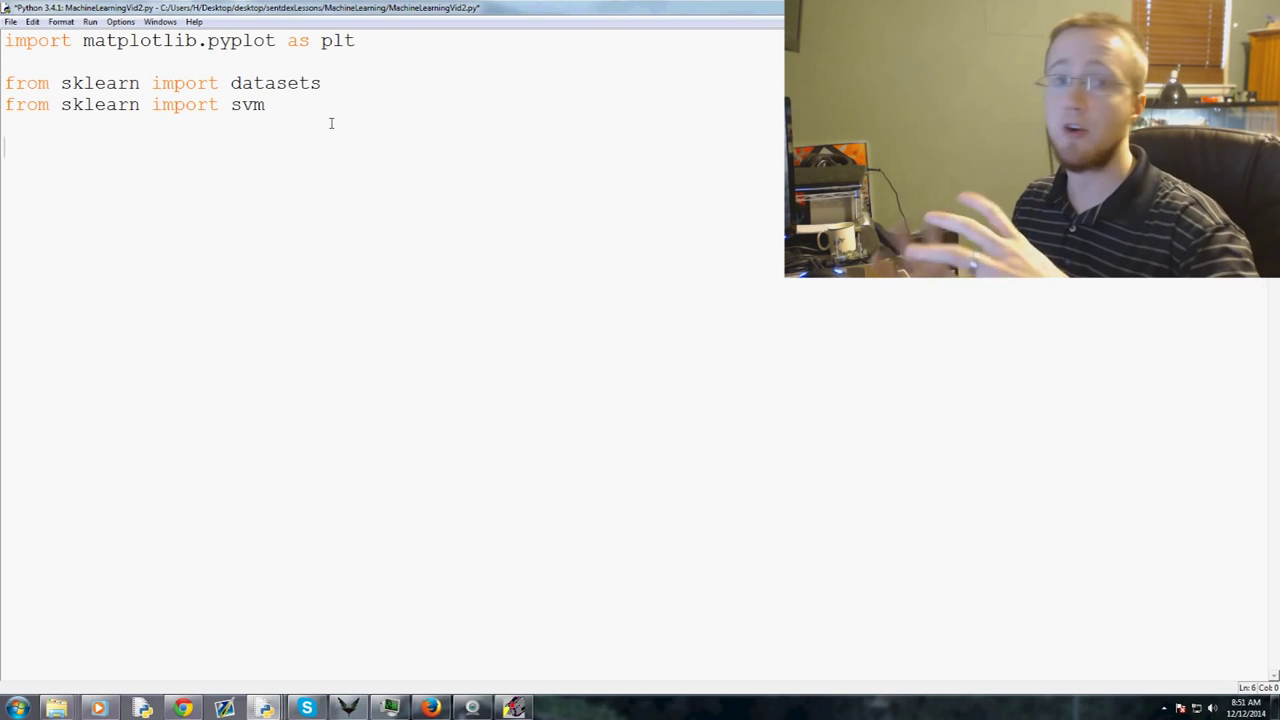 *Python 3.4.1: MachineLearningVid2.py - C:/Users/H/Desktop/desktop/sentdexLessons/MachineLearning/MachineLearningVid2.py*
File Edit Format Run Options Windows Help
import matplotlib.pyplot as plt
from sklearn import datasets
from sklearn import svm
Ln: 6 Col: 0
8:51 AM
12/12/2014